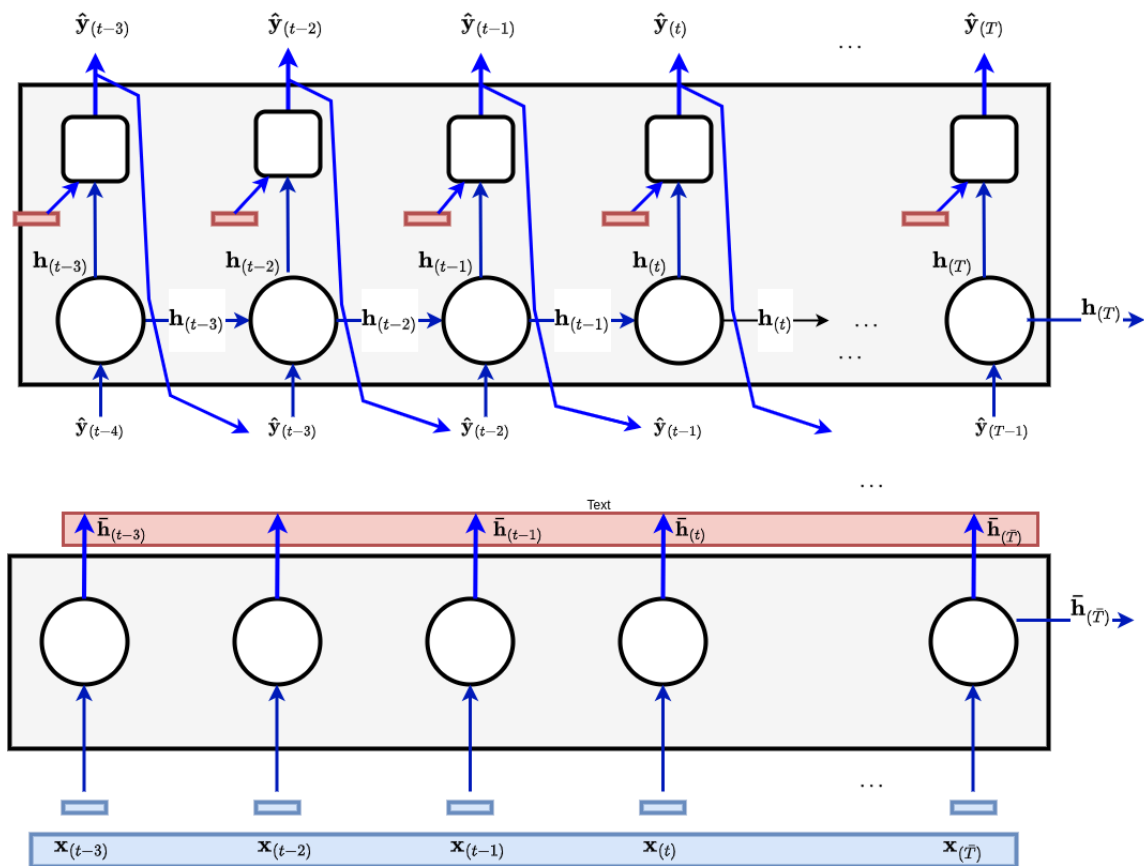 ŷ(t−3) ŷ(t−2) ŷ(t−1) ŷ(t) ... ŷ(T)
h(t−3) h(t−2) h(t−1) h(t) h(T)
h(t−3) h(t−2) h(t−1) h(t) ... h(T)
...
ŷ(t−4) ŷ(t−3) ŷ(t−2) ŷ(t−1) ŷ(T−1)
...
Text
h̄(t−3) h̄(t−1) h̄(t) h̄(T̄)
h̄(T̄)
...
x(t−3) x(t−2) x(t−1) x(t) x(T̄)